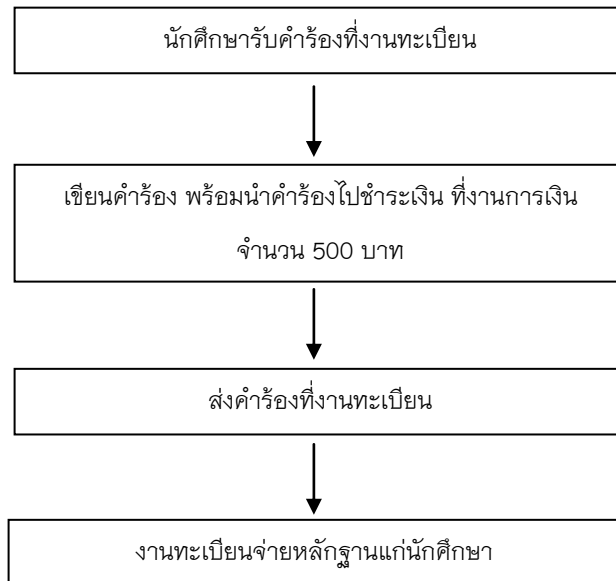 นักศึกษารับคำร้องที่งานทะเบียน
เขียนคำร้อง พร้อมนำคำร้องไปชำระเงิน ที่งานการเงิน
จำนวน 500 บาท
ส่งคำร้องที่งานทะเบียน
งานทะเบียนจ่ายหลักฐานแก่นักศึกษา